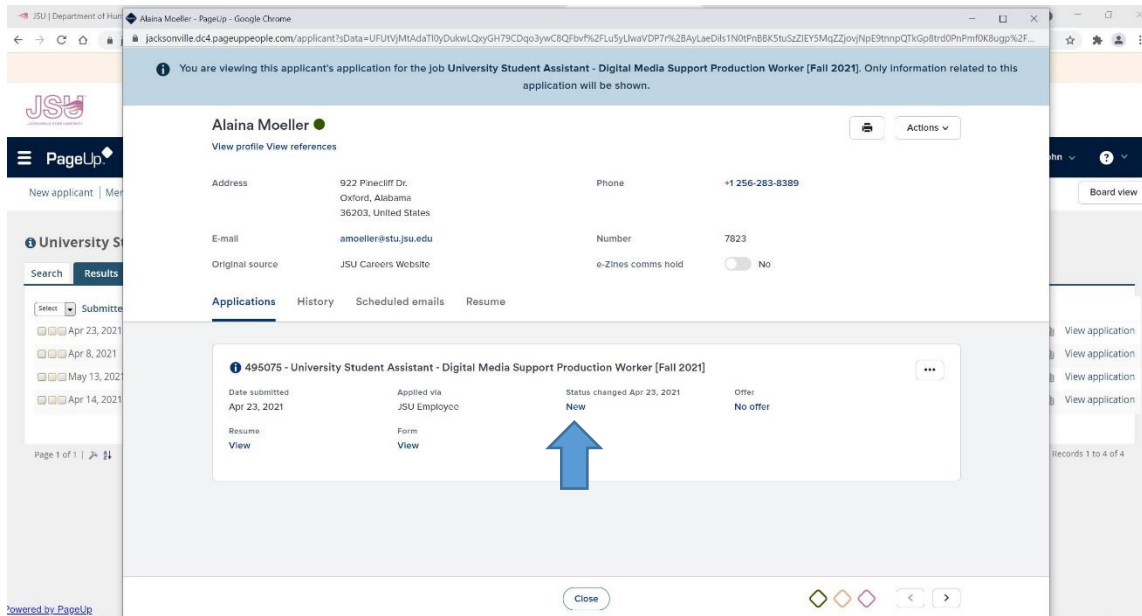 JSU | Department of Hum
Alaina Moeller - PageUp - Google Chrome
jacksonville.dc4.pageuppeople.com/applicant?sData=
You are viewing this applicant's application for the job University Student Assistant - Digital Media Support Production Worker [Fall 2021]. Only information related to this
application will be shown.
JSU
Alaina Moeller
Actions
View profile View references
PageUp
ohn
?
Address
922 Pinecliff Dr.
Oxford, Alabama
36203, United States
Phone
+1 256-283-8389
New applicant | Mer
Board view
E-mail
amoeller@stu.jsu.edu
Number
7823
University St
Original source
JSU Careers Website
e-Zines comms hold
No
Search Results
Applications History Scheduled emails Resume
Select Submitte
Apr 23, 2021
View application
Apr 8, 2021
View application
May 13, 2021
View application
Apr 14, 2021
View application
495075 - University Student Assistant - Digital Media Support Production Worker [Fall 2021]
Date submitted
Apr 23, 2021
Applied via
JSU Employee
Status changed Apr 23, 2021
New
Offer
No offer
Resume
View
Form
View
Page 1 of 1 |
Records 1 to 4 of 4
Close
Powered by PageUp